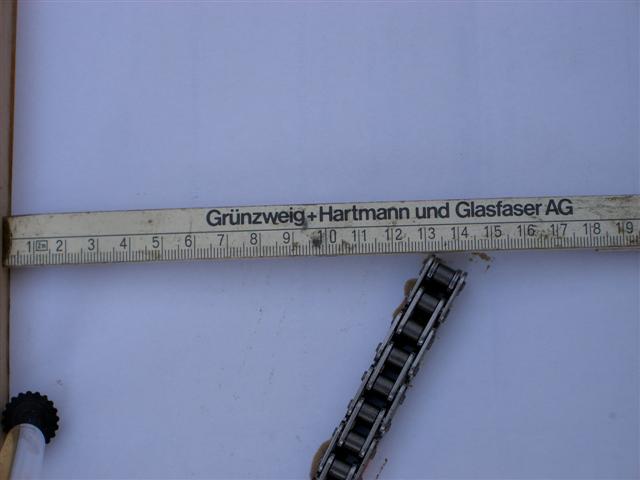 Grünzweig+Hartmann und Glasfaser AG
1 2m 2 3 4 5 6 7 8 9 10 11 12 13 14 15 16 17 18 19